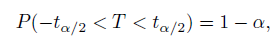 P(−t_{α/2} < T < t_{α/2}) = 1 − α,